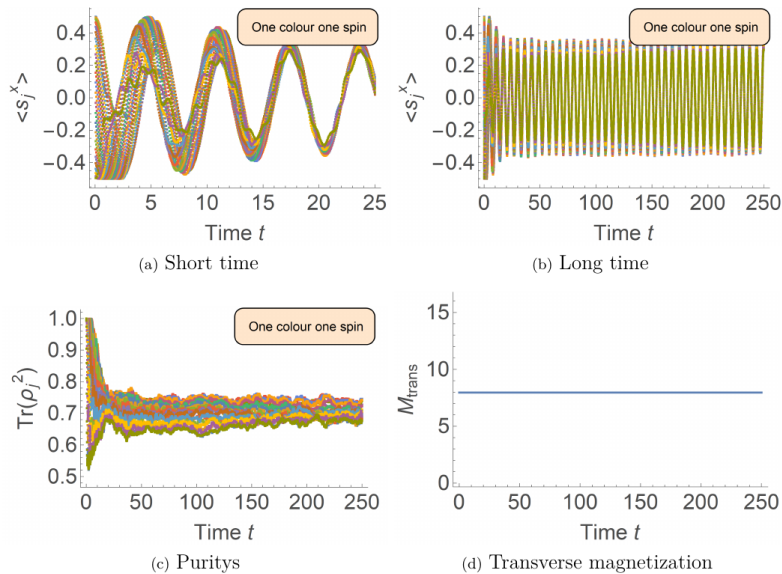 One colour one spin
<s_j^x>
0.4
0.2
0.0
−0.2
−0.4
0 5 10 15 20 25
Time t
(a) Short time
One colour one spin
<s_j^x>
0.4
0.2
0.0
−0.2
−0.4
0 50 100 150 200 250
Time t
(b) Long time
One colour one spin
Tr(ρ_j^2)
1.0
0.9
0.8
0.7
0.6
0.5
0 50 100 150 200 250
Time t
(c) Puritys
M_trans
15
10
5
0
0 50 100 150 200 250
Time t
(d) Transverse magnetization